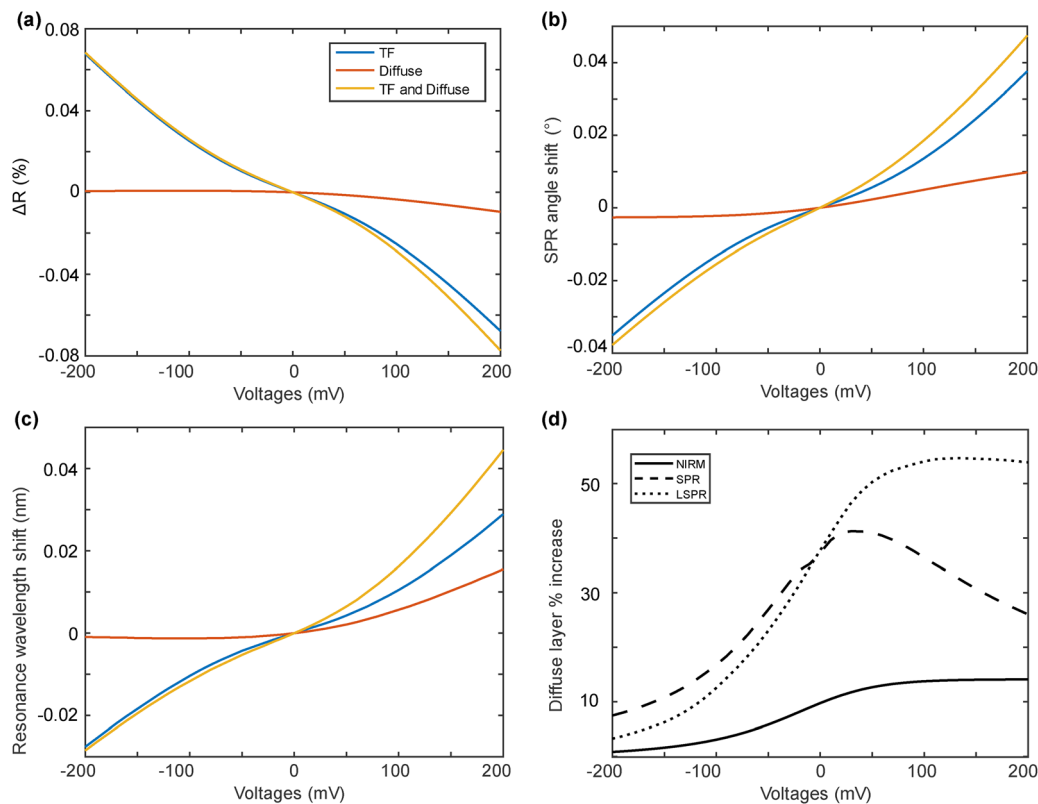 (a)
0.08
0.04
0
-0.04
-0.08
ΔR (%)
TF
Diffuse
TF and Diffuse
-200
-100
0
100
200
Voltages (mV)
(b)
0.04
0.02
0
-0.02
-0.04
SPR angle shift (°)
-200
-100
0
100
200
Voltages (mV)
(c)
0.04
0.02
0
-0.02
Resonance wavelength shift (nm)
-200
-100
0
100
200
Voltages (mV)
(d)
50
30
10
Diffuse layer % increase
NIRM
SPR
LSPR
-200
-100
0
100
200
Voltages (mV)